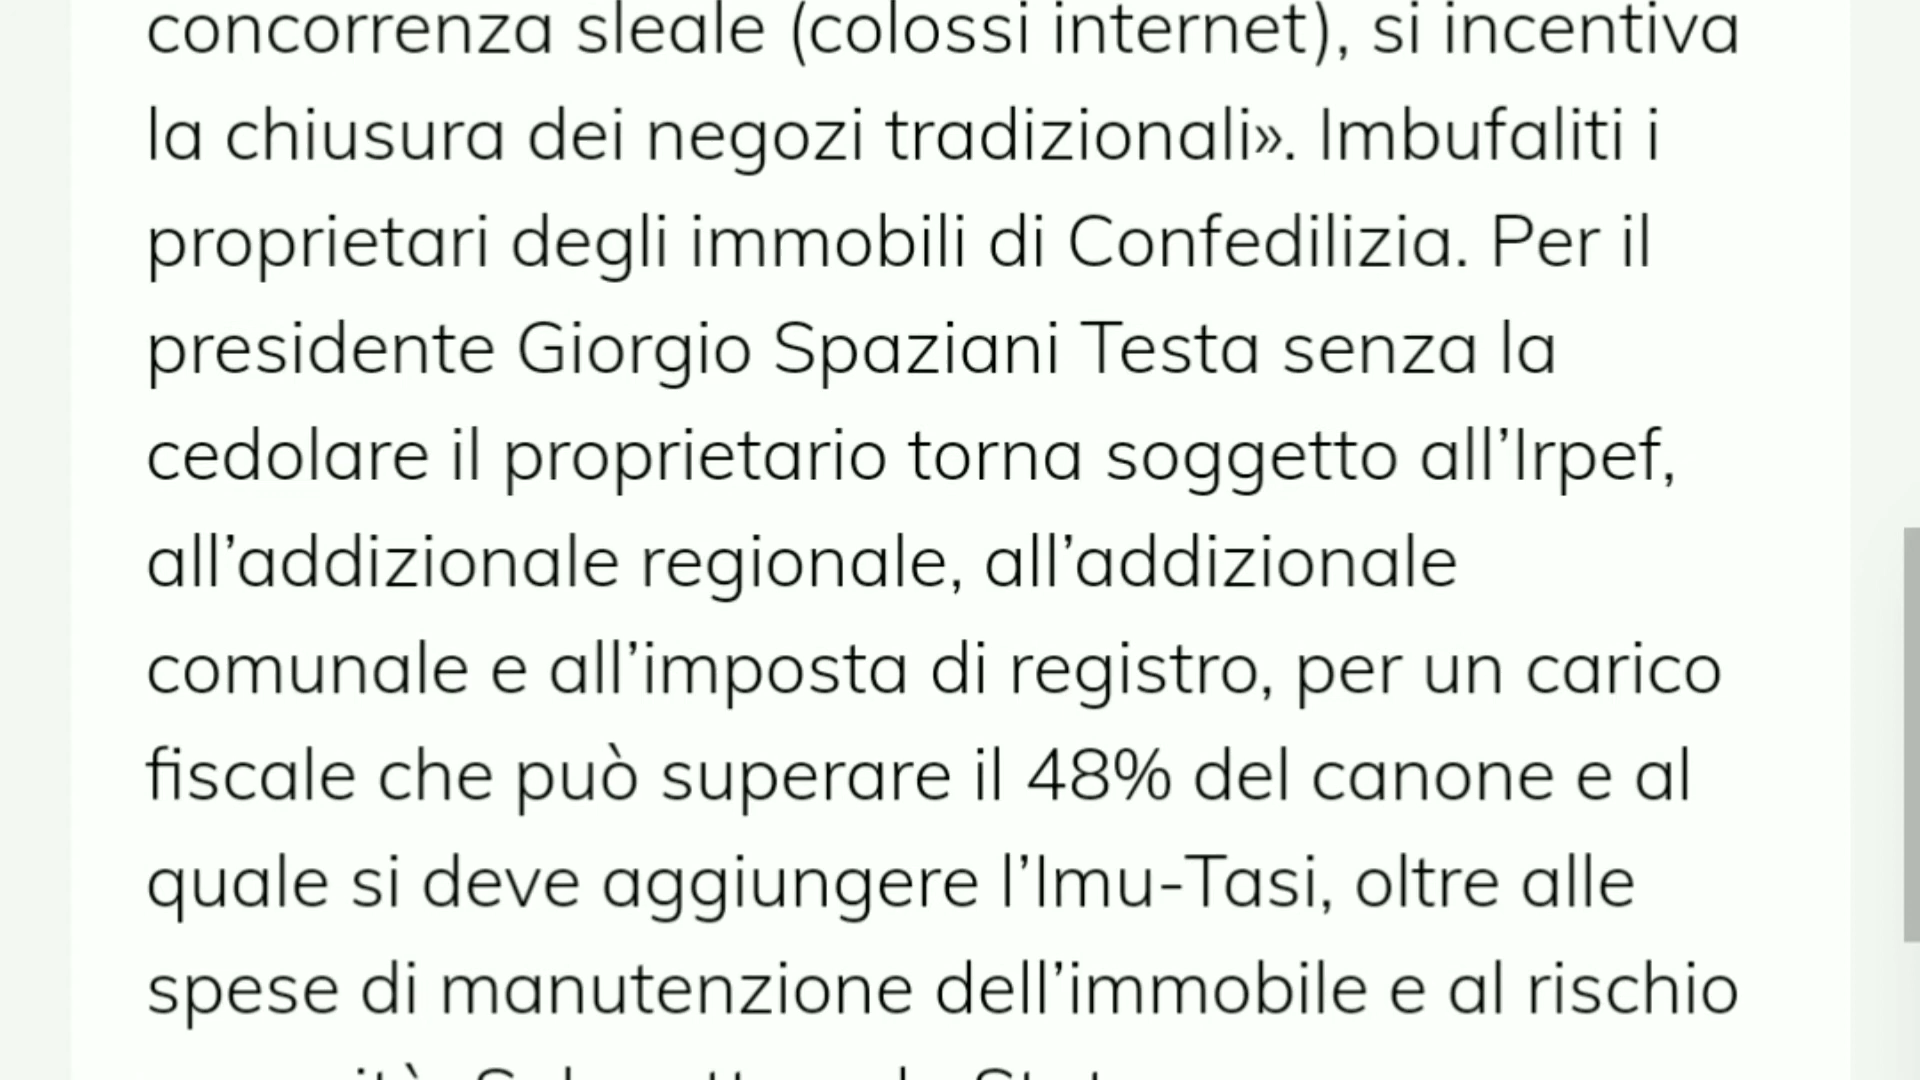 concorrenza sleale (colossi internet), si incentiva
la chiusura dei negozi tradizionali». Imbufaliti i
proprietari degli immobili di Confedilizia. Per il
presidente Giorgio Spaziani Testa senza la
cedolare il proprietario torna soggetto all’Irpef,
all’addizionale regionale, all’addizionale
comunale e all’imposta di registro, per un carico
fiscale che può superare il 48% del canone e al
quale si deve aggiungere l’Imu-Tasi, oltre alle
spese di manutenzione dell’immobile e al rischio